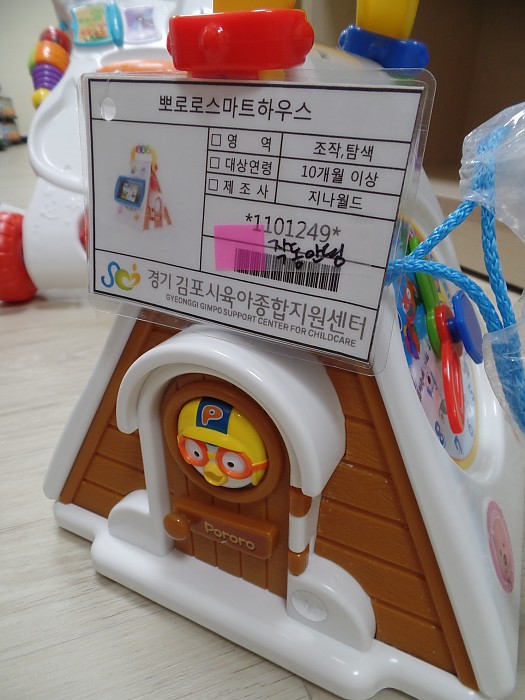 뽀로로스마트하우스
□ 영 역 조작,탐색
□ 대상연령 10개월 이상
□ 제 조 사 지나월드
*1101249*
작동안됨
경기 김포시육아종합지원센터
GYEONGGI GIMPO SUPPORT CENTER FOR CHILDCARE
P
Pororo